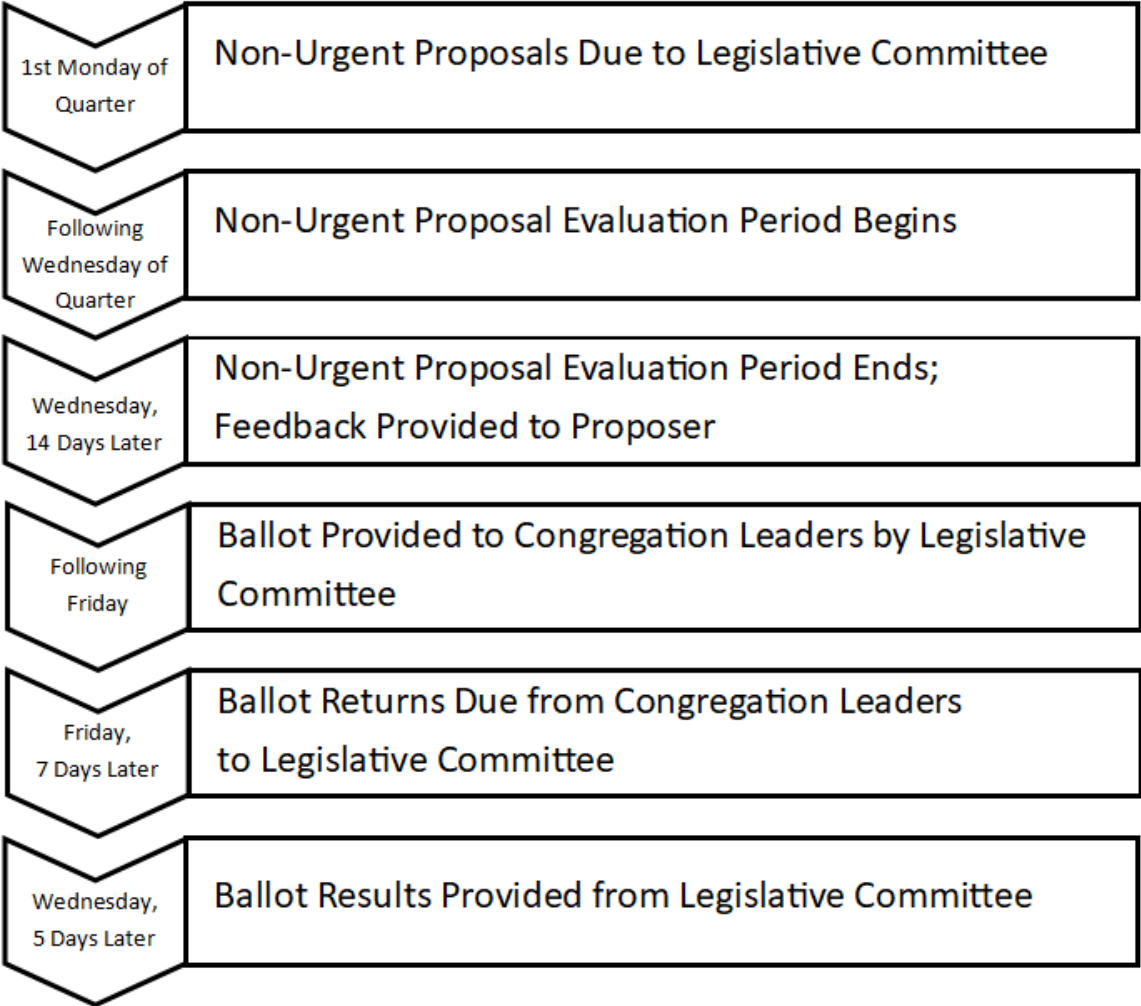 1st Monday of
Quarter
Non-Urgent Proposals Due to Legislative Committee
Following
Wednesday of
Quarter
Non-Urgent Proposal Evaluation Period Begins
Wednesday,
14 Days Later
Non-Urgent Proposal Evaluation Period Ends;
Feedback Provided to Proposer
Following
Friday
Ballot Provided to Congregation Leaders by Legislative
Committee
Friday,
7 Days Later
Ballot Returns Due from Congregation Leaders
to Legislative Committee
Wednesday,
5 Days Later
Ballot Results Provided from Legislative Committee